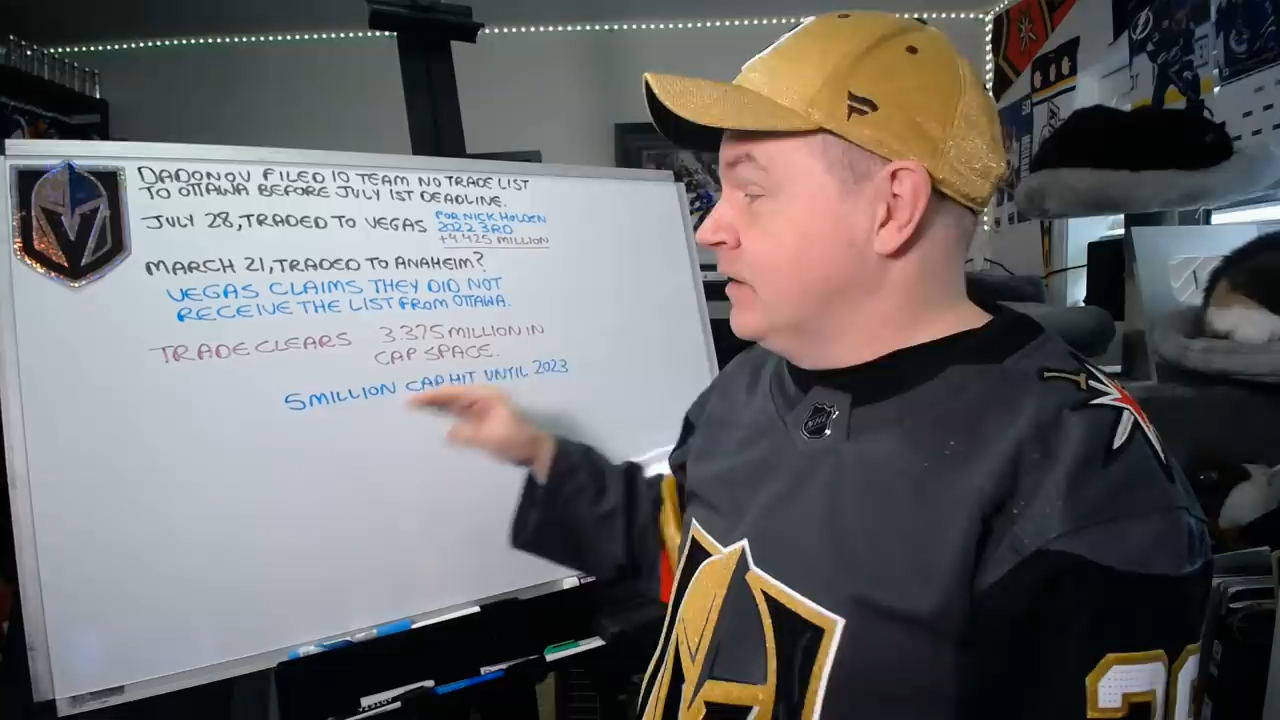 DADONOV FILED 10 TEAM NO TRADE LIST
TO OTTAWA BEFORE JULY 1ST DEADLINE.
JULY 28, TRADED TO VEGAS
FOR NICK HOLDEN
2022 3RD
+4.425 MILLION
MARCH 21, TRADED TO ANAHEIM?
VEGAS CLAIMS THEY DID NOT
RECEIVE THE LIST FROM OTTAWA.
TRADE CLEARS 3.375 MILLION IN
CAP SPACE.
5 MILLION CAP HIT UNTIL 2023
NHL